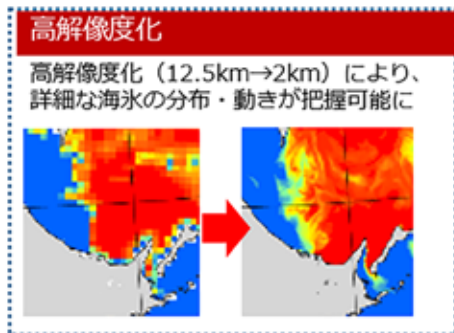 高解像度化
高解像度化（12.5km→2km）により、
詳細な海氷の分布・動きが把握可能に